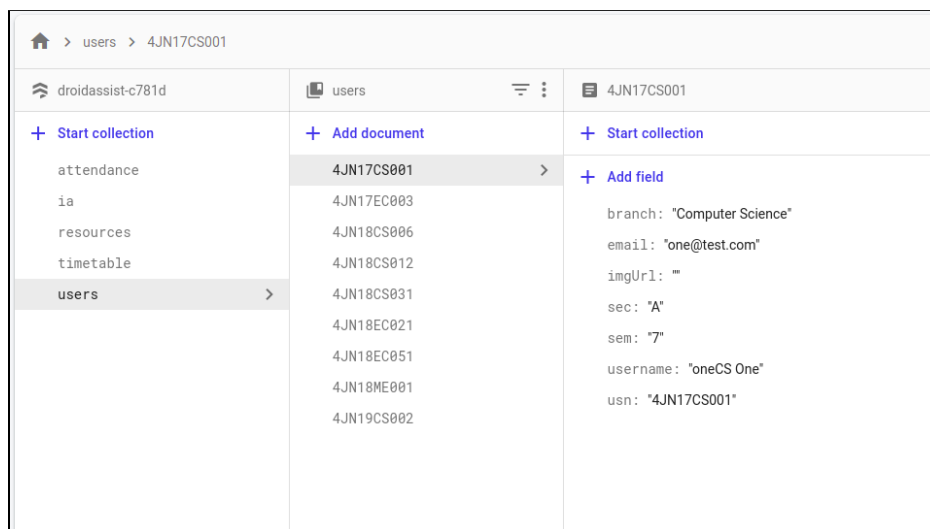 users
4JN17CS001
droidassist-c781d
users
4JN17CS001
Start collection
Add document
Start collection
attendance
ia
resources
timetable
users
4JN17CS001
4JN17EC003
4JN18CS006
4JN18CS012
4JN18CS031
4JN18EC021
4JN18EC051
4JN18ME001
4JN19CS002
Add field
branch: "Computer Science"
email: "one@test.com"
imgUrl: ""
sec: "A"
sem: "7"
username: "oneCS One"
usn: "4JN17CS001"